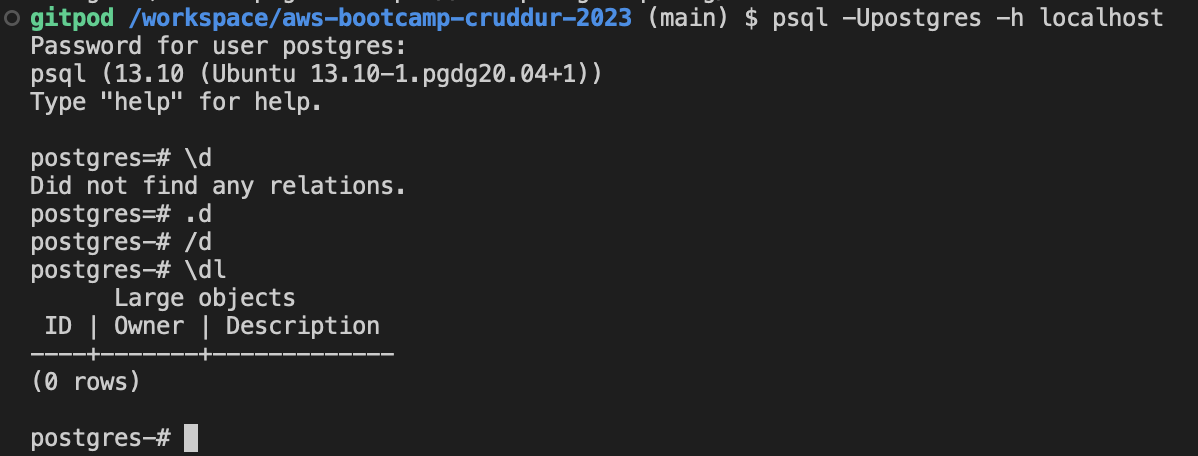 gitpod /workspace/aws-bootcamp-cruddur-2023 (main) $ psql -Upostgres -h localhost
Password for user postgres:
psql (13.10 (Ubuntu 13.10-1.pgdg20.04+1))
Type "help" for help.

postgres=# \d
Did not find any relations.
postgres=# .d
postgres-# /d
postgres-# \dl
      Large objects
 ID | Owner | Description
----+-------+-------------
(0 rows)

postgres-#